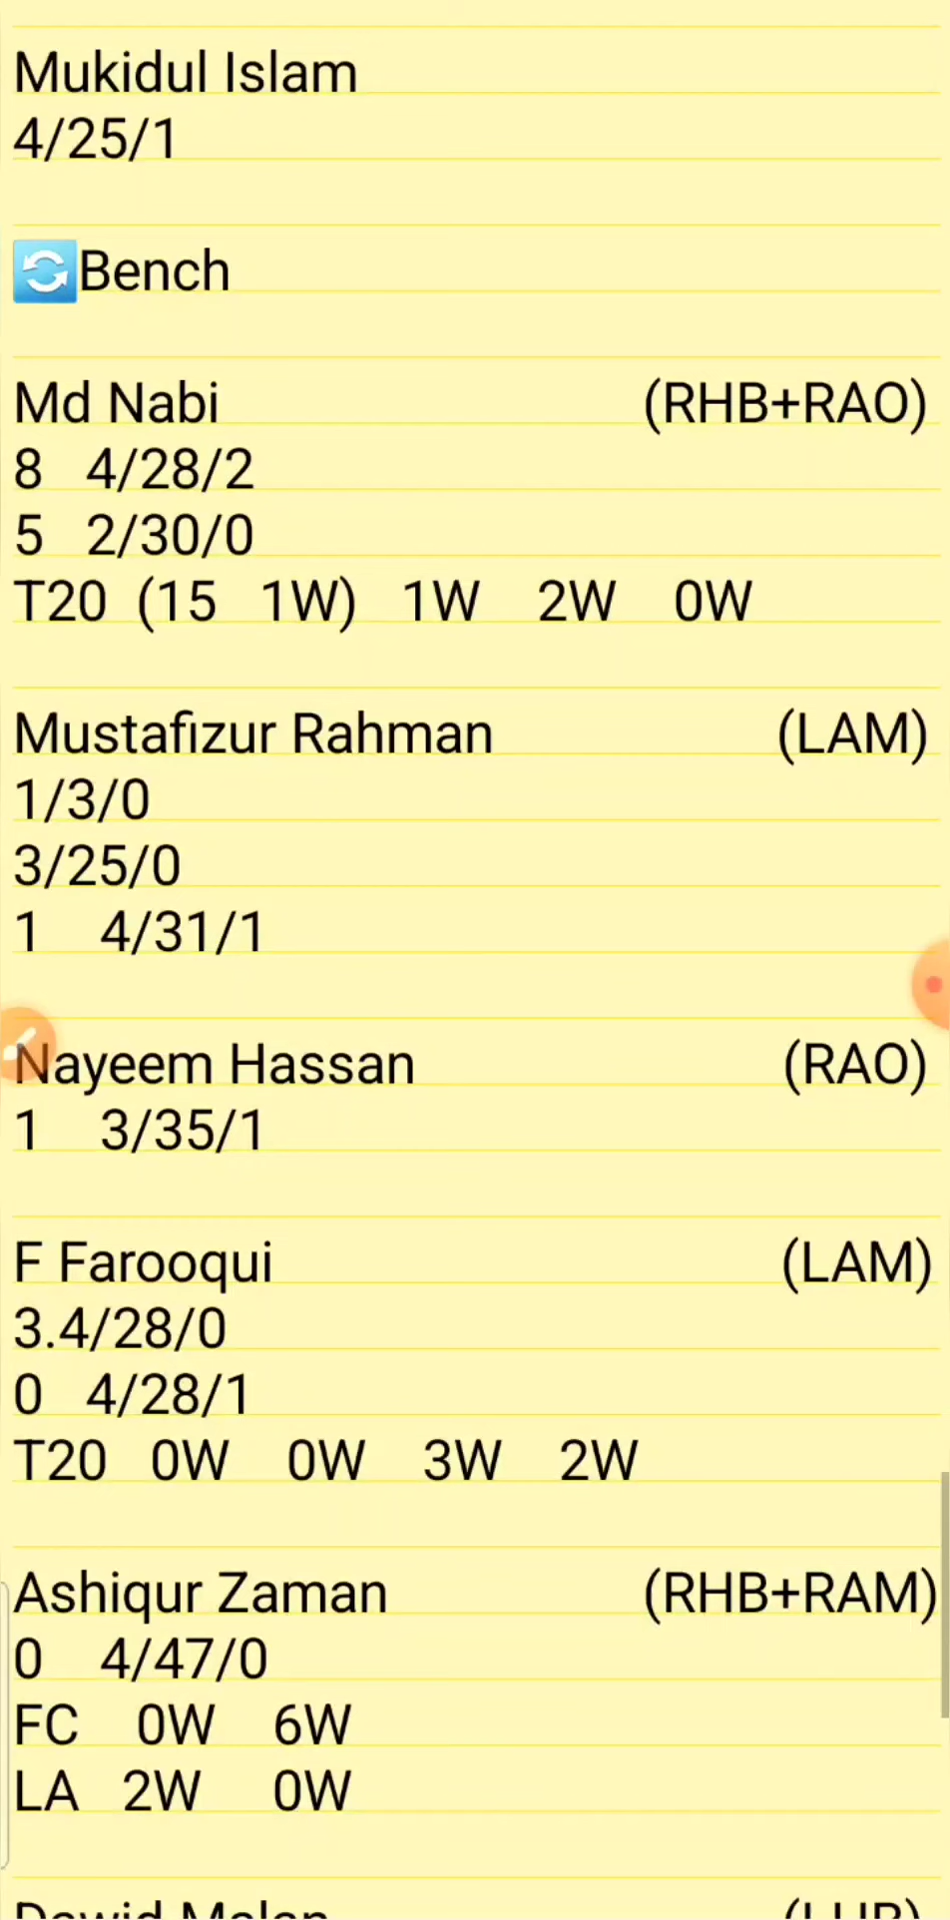 Mukidul Islam
4/25/1
Bench
Md Nabi (RHB+RAO)
8 4/28/2
5 2/30/0
T20 (15 1W) 1W 2W 0W
Mustafizur Rahman (LAM)
1/3/0
3/25/0
1 4/31/1
Nayeem Hassan (RAO)
1 3/35/1
F Farooqui (LAM)
3.4/28/0
0 4/28/1
T20 0W 0W 3W 2W
Ashiqur Zaman (RHB+RAM)
0 4/47/0
FC 0W 6W
LA 2W 0W
Dawid Malan (LHB)